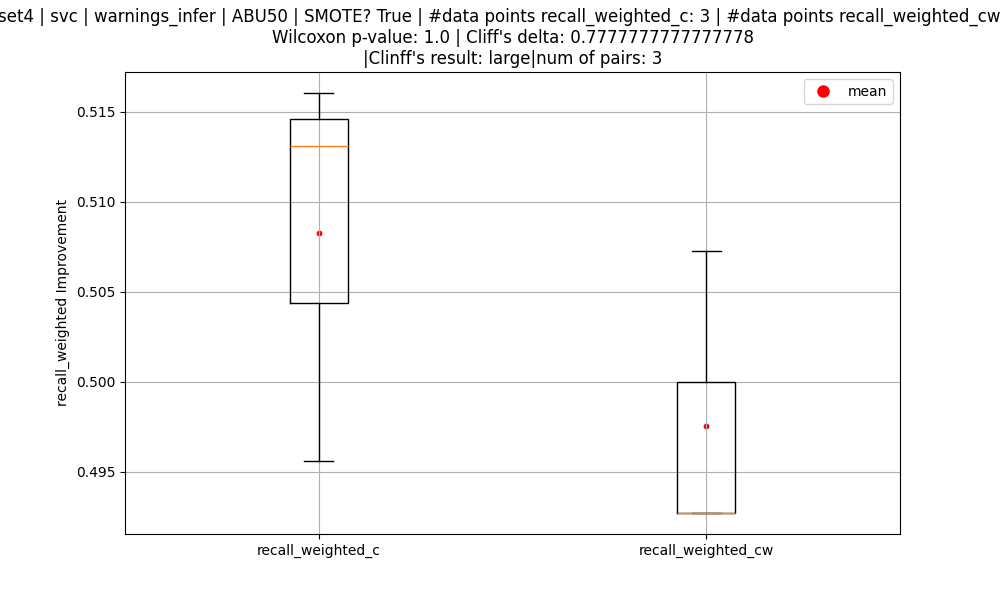 set4 | svc | warnings_infer | ABU50 | SMOTE? True | #data points recall_weighted_c: 3 | #data points recall_weighted_cw
Wilcoxon p-value: 1.0 | Cliff's delta: 0.7777777777777778
|Clinff's result: large|num of pairs: 3
mean
0.515
0.510
0.505
0.500
0.495
recall_weighted Improvement
recall_weighted_c
recall_weighted_cw